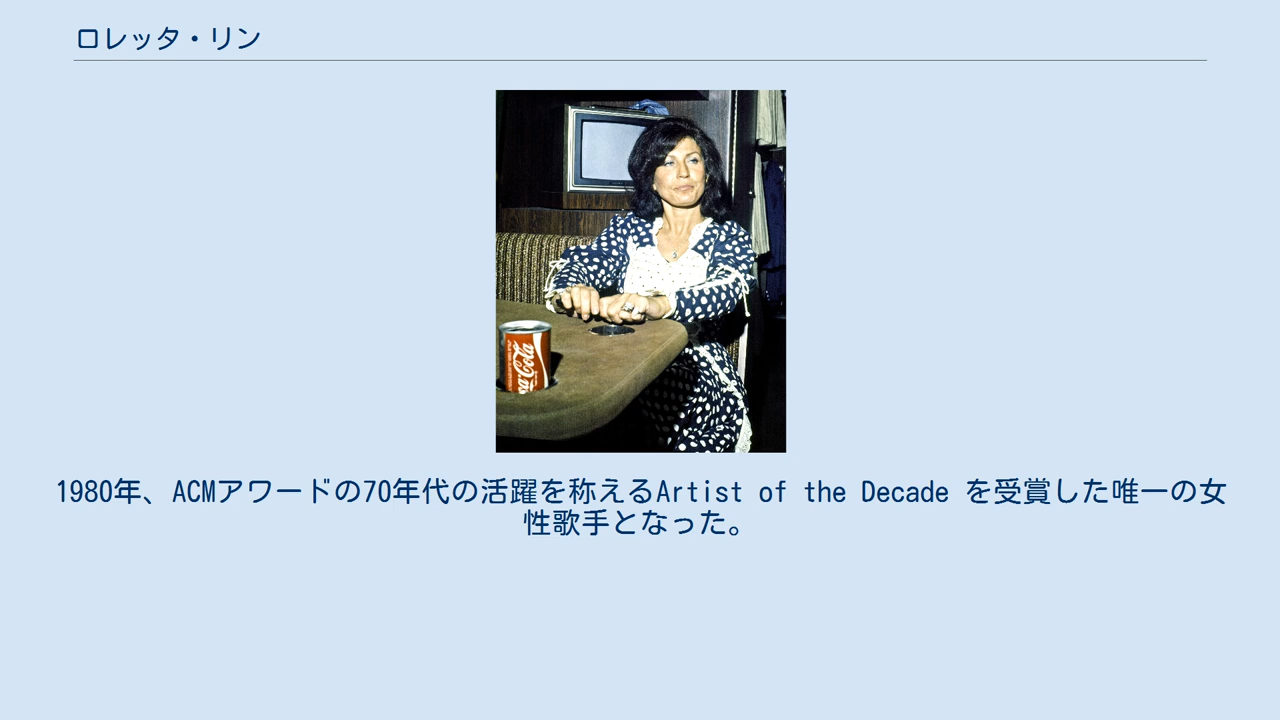 ロレッタ・リン
Coca-Cola
1980年、ACMアワードの70年代の活躍を称えるArtist of the Decade を受賞した唯一の女
性歌手となった。